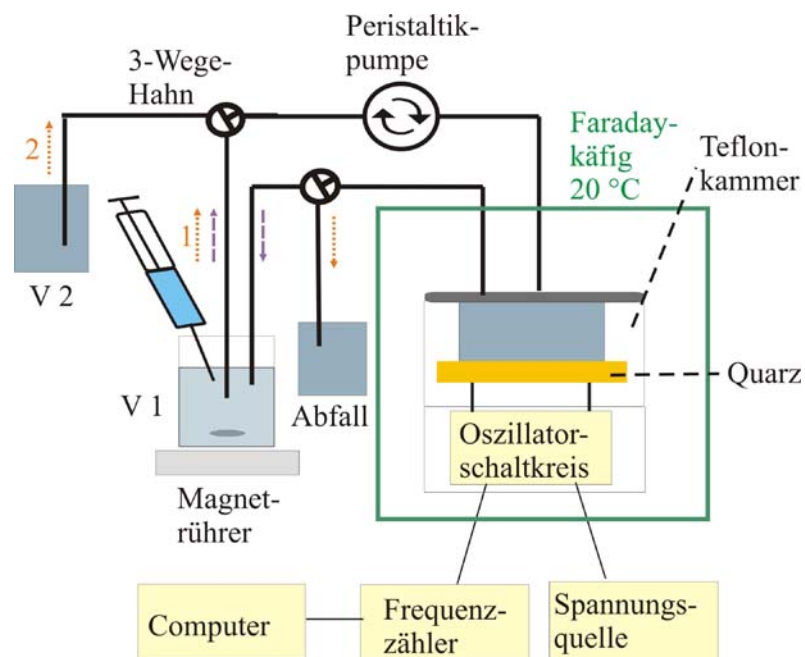 Peristaltik-
pumpe
3-Wege-
Hahn
Faraday-
käfig
20 °C
Teflon-
kammer
2
1
V 2
V 1
Abfall
Quarz
Oszillator-
schaltkreis
Magnet-
rührer
Computer
Frequenz-
zähler
Spannungs-
quelle